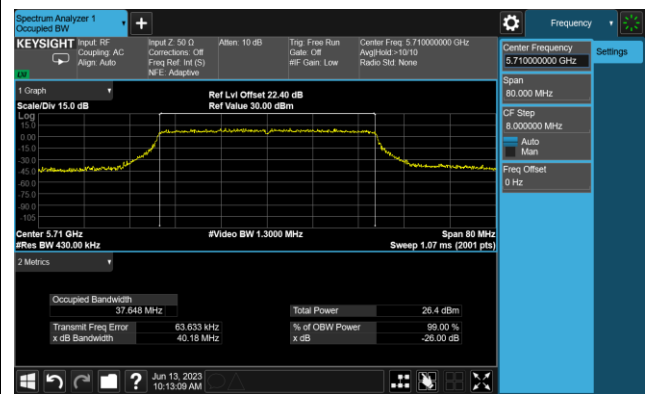 Spectrum Analyzer 1
Occupied BW
Frequency
KEYSIGHT
Input: RF
Coupling: AC
Align: Auto
Input Z: 50 Ω
Corrections: Off
Freq Ref: Int (S)
NFE: Adaptive
Atten: 10 dB
Trig: Free Run
Gate: Off
#IF Gain: Low
Center Freq: 5.710000000 GHz
Avg|Hold:>10/10
Radio Std: None
1 Graph
Scale/Div 15.0 dB
Ref Lvl Offset 22.40 dB
Ref Value 30.00 dBm
Log
15.0
0.00
-15.0
-30.0
-45.0
-60.0
-75.0
-90.0
-105
Center 5.71 GHz
#Res BW 430.00 kHz
#Video BW 1.3000 MHz
Span 80 MHz
Sweep 1.07 ms (2001 pts)
2 Metrics
Occupied Bandwidth
37.648 MHz
Total Power
26.4 dBm
Transmit Freq Error
63.633 kHz
% of OBW Power
99.00 %
x dB Bandwidth
40.18 MHz
x dB
-26.00 dB
Jun 13, 2023
10:13:09 AM
Center Frequency
5.710000000 GHz
Settings
Span
80.000 MHz
CF Step
8.000000 MHz
Auto
Man
Freq Offset
0 Hz